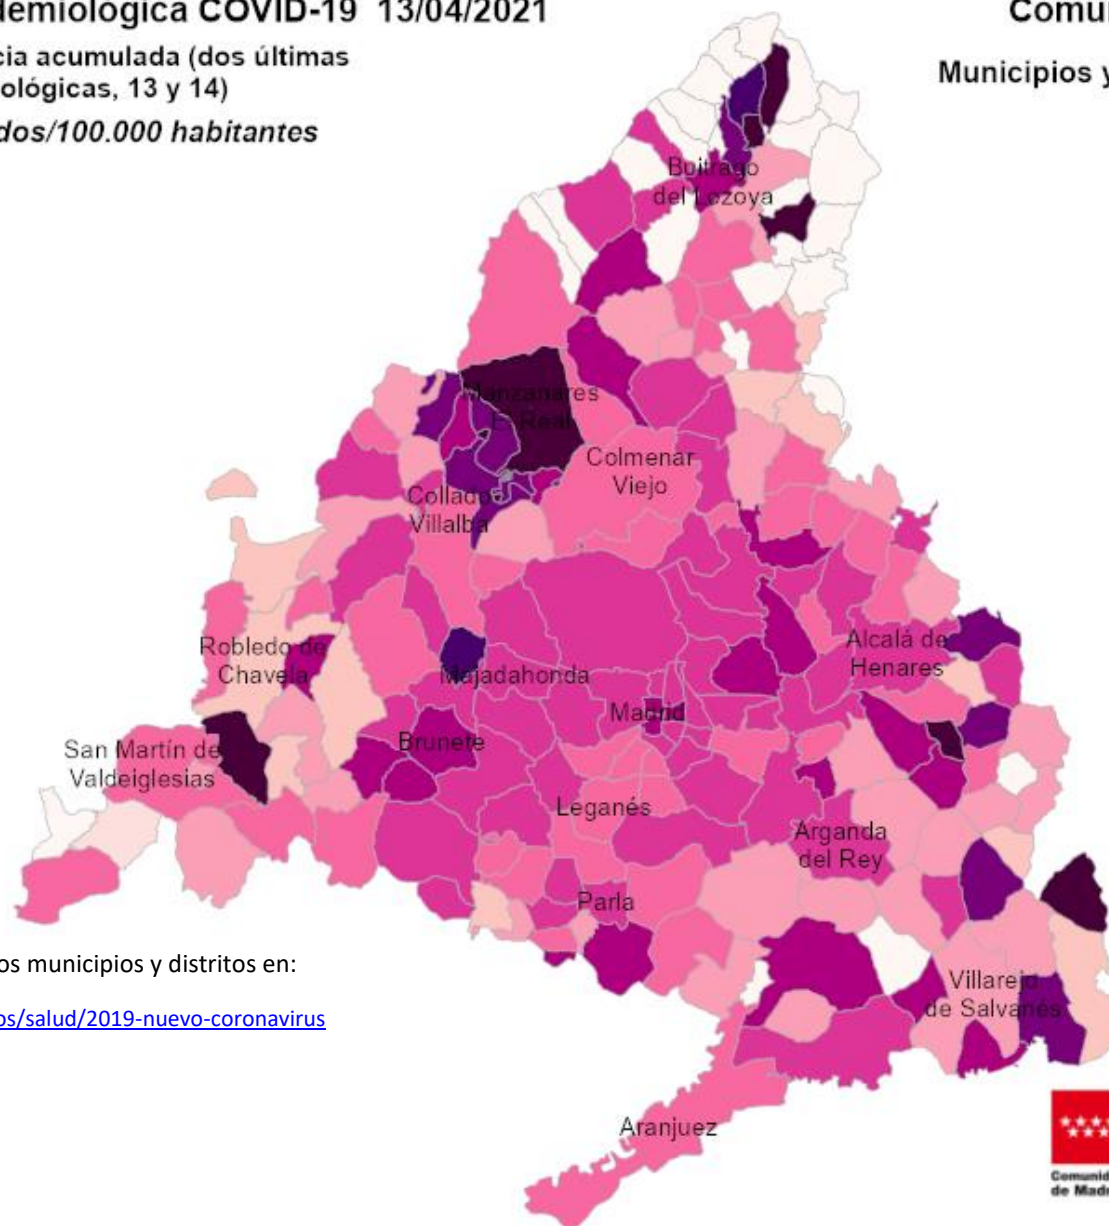 demiológica COVID-19 13/04/2021
Comu
cia acumulada (dos últimas
ológicas, 13 y 14)
Municipios y
dos/100.000 habitantes
Buitrago
del Lozoya
Manzanares
El Real
Colmenar
Viejo
Collado
Villalba
Robledo de
Chavela
Majadahonda
Alcalá de
Henares
Madrid
Brunete
San Martín de
Valdeiglesias
Leganés
Arganda
del Rey
Parla
os municipios y distritos en:
Villarejo
de Salvanés
os/salud/2019-nuevo-coronavirus
Aranjuez
Comunid
de Madr